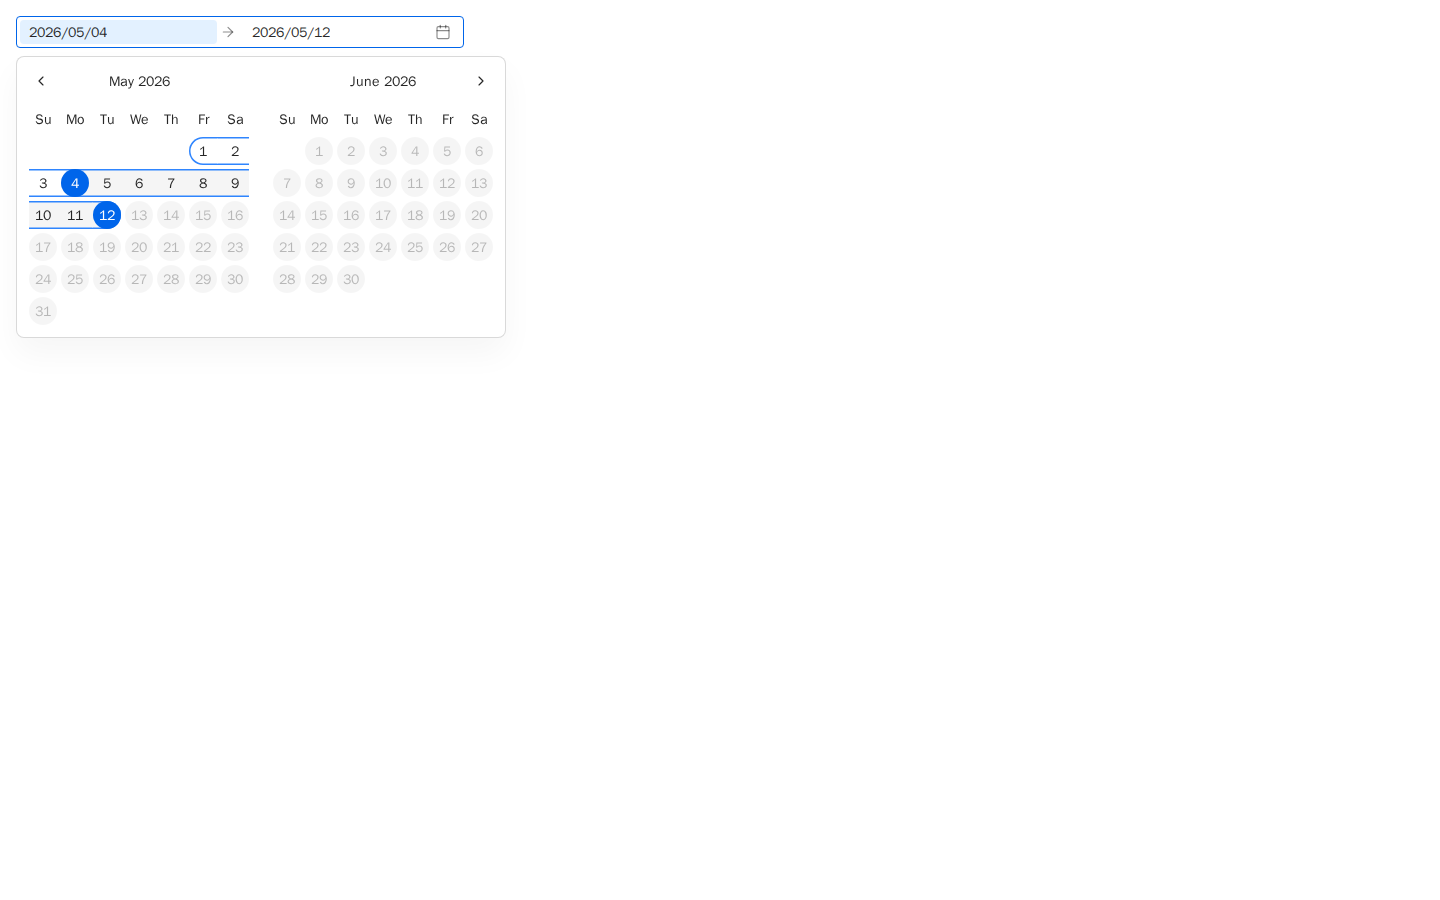 2026/05/04 2026/05/12
May 2026
Su Mo Tu We Th Fr Sa
1 2
3 4 5 6 7 8 9
10 11 12 13 14 15 16
17 18 19 20 21 22 23
24 25 26 27 28 29 30
31
June 2026
Su Mo Tu We Th Fr Sa
1 2 3 4 5 6
7 8 9 10 11 12 13
14 15 16 17 18 19 20
21 22 23 24 25 26 27
28 29 30